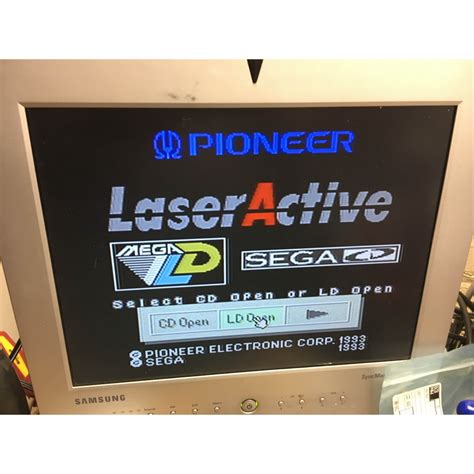 PIONEER
LaserActive
MEGA LD
SEGA CD
Select CD Open or LD Open
CD Open LD Open
© PIONEER ELECTRONIC CORP. 1993
© SEGA 1993
SAMSUNG